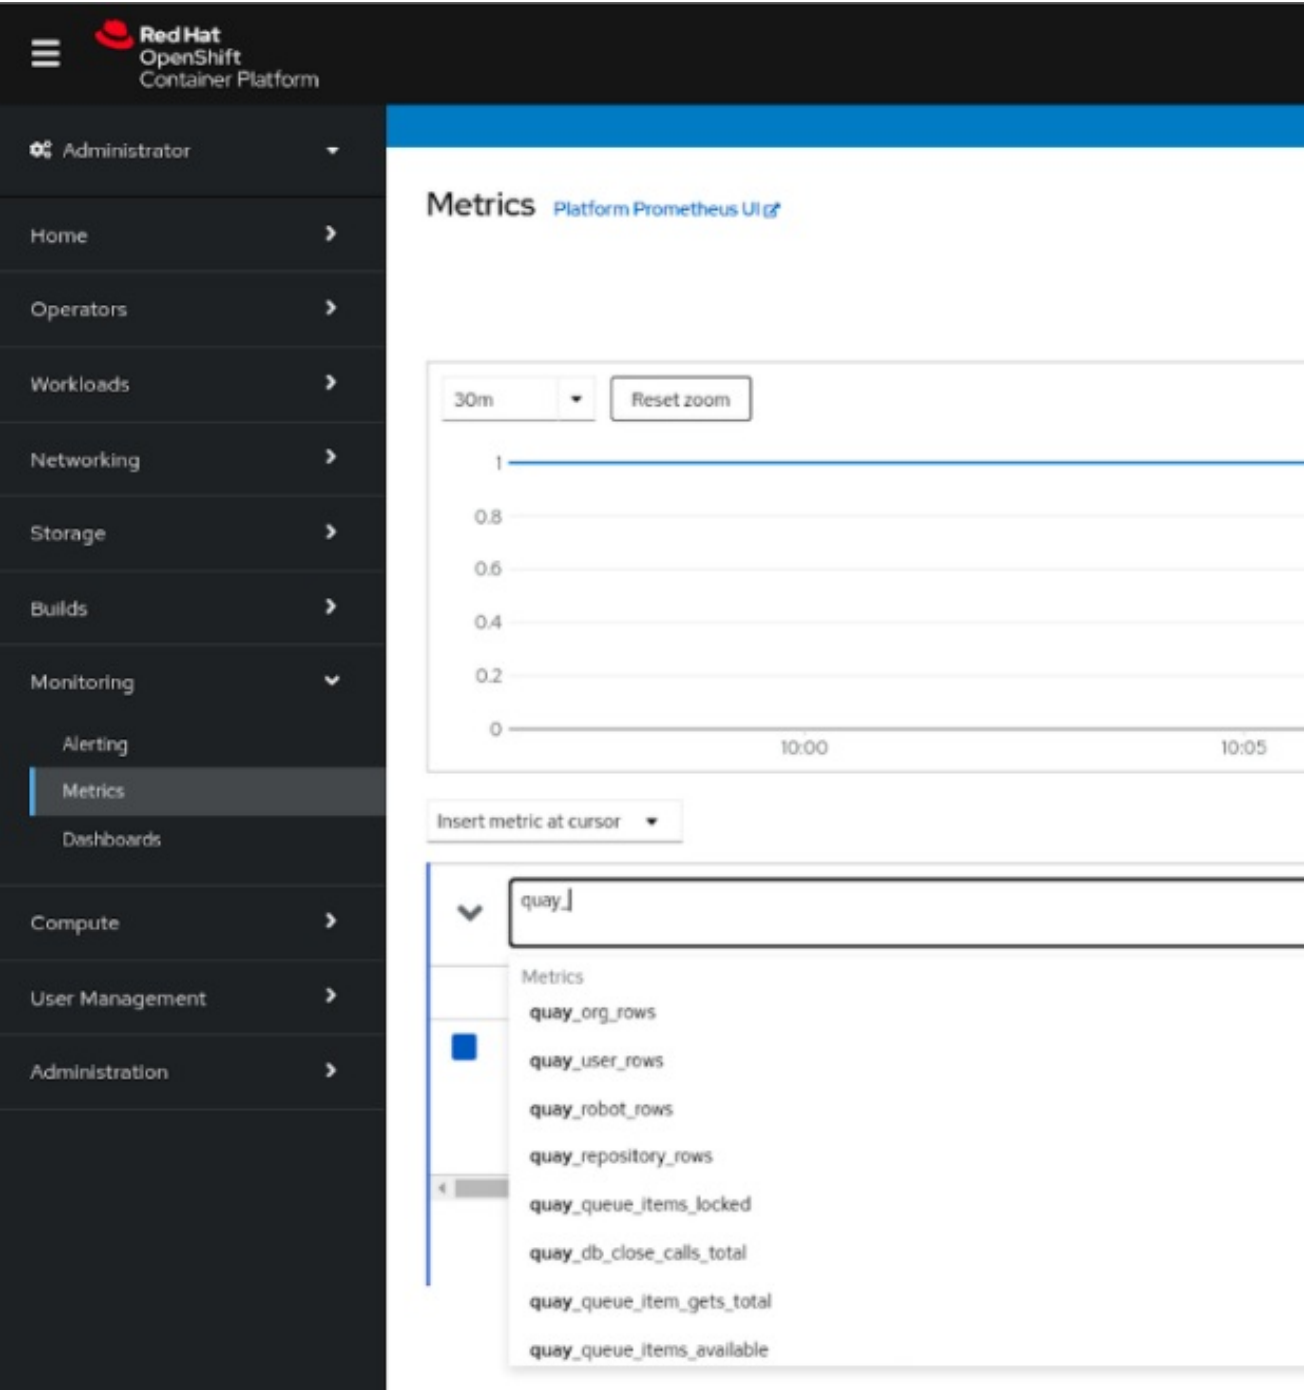 Red Hat
OpenShift
Container Platform
Administrator
Home
Operators
Workloads
Networking
Storage
Builds
Monitoring
Alerting
Metrics
Dashboards
Compute
User Management
Administration
Metrics Platform Prometheus UI
30m Reset zoom
1
0.8
0.6
0.4
0.2
0
10:00 10:05
Insert metric at cursor
quay_
Metrics
quay_org_rows
quay_user_rows
quay_robot_rows
quay_repository_rows
quay_queue_items_locked
quay_db_close_calls_total
quay_queue_item_gets_total
quay_queue_items_available